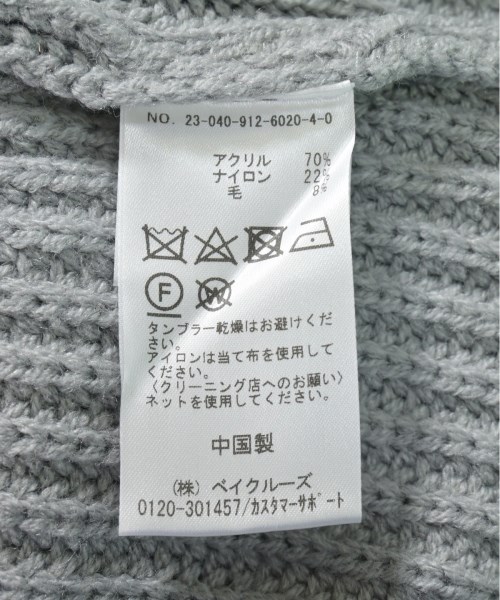 NO. 23-040-912-6020-4-0
アクリル 70%
ナイロン 22%
毛 8%
F W
タンブラー乾燥はお避けくだ
さい。
アイロンは当て布を使用して
ください。
〈クリーニング店へのお願い〉
ネットを使用してください。
中国製
(株) ベイクルーズ
0120-301457/カスタマーサポート